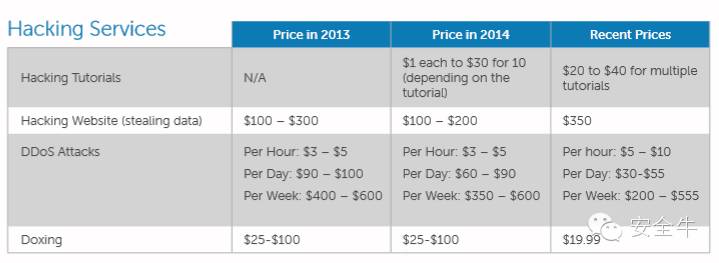 Hacking Services
Price in 2013
Price in 2014
Recent Prices
Hacking Tutorials
N/A
$1 each to $30 for 10
(depending on the
tutorial)
$20 to $40 for multiple
tutorials
Hacking Website (stealing data)
$100 – $300
$100 – $200
$350
DDoS Attacks
Per Hour: $3 – $5
Per Day: $90 – $100
Per Week: $400 – $600
Per Hour: $3 – $5
Per Day: $60 – $90
Per Week: $350 – $600
Per hour: $5 – $10
Per Day: $30-$55
Per Week: $200 – $555
Doxing
$25-$100
$25-$100
$19.99
安全牛